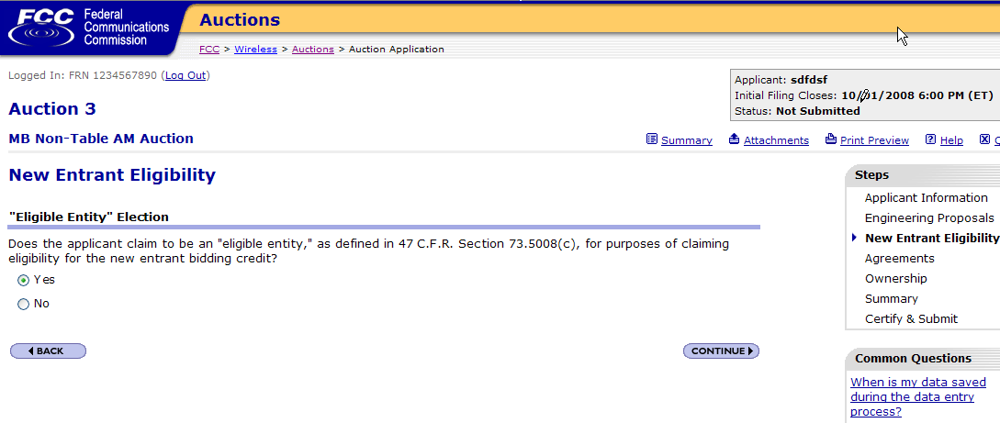 FCC Federal
Communications
Commission
Auctions
FCC > Wireless > Auctions > Auction Application
Logged In: FRN 1234567890 (Log Out)
Applicant: sdfdsf
Initial Filing Closes: 10/01/2008 6:00 PM (ET)
Status: Not Submitted
Auction 3
MB Non-Table AM Auction
Summary Attachments Print Preview Help
New Entrant Eligibility
"Eligible Entity" Election
Does the applicant claim to be an "eligible entity," as defined in 47 C.F.R. Section 73.5008(c), for purposes of claiming
eligibility for the new entrant bidding credit?
Yes
No
BACK
CONTINUE
Steps
Applicant Information
Engineering Proposals
New Entrant Eligibility
Agreements
Ownership
Summary
Certify & Submit
Common Questions
When is my data saved
during the data entry
process?